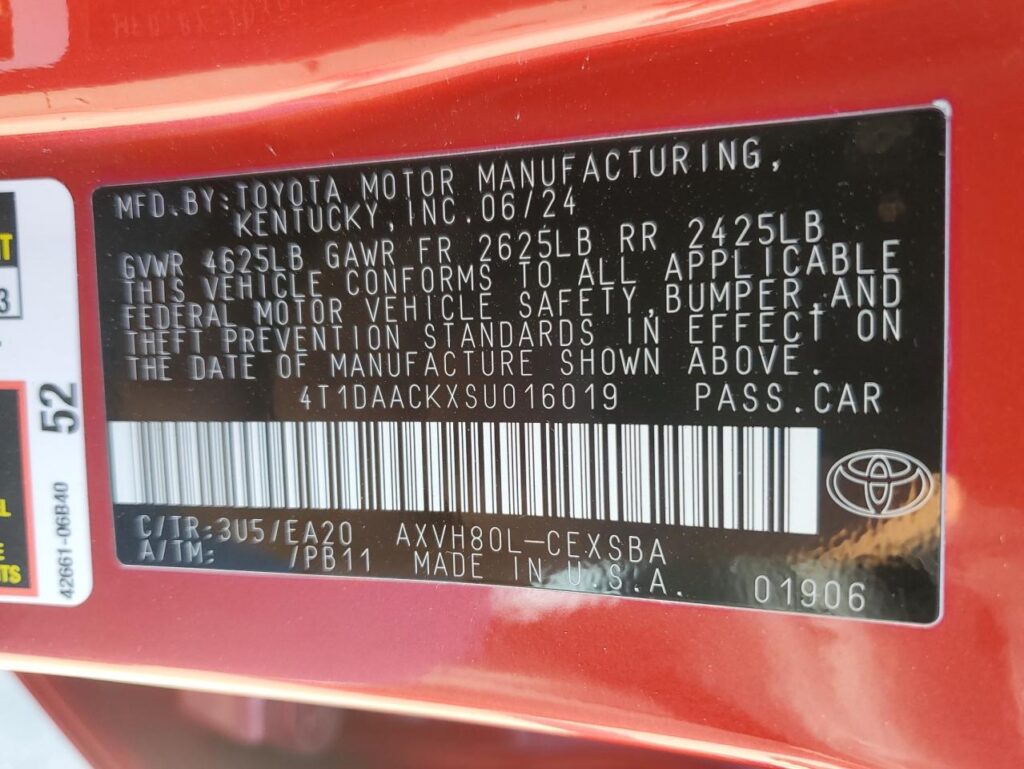 MFD.BY:TOYOTA MOTOR MANUFACTURING,
KENTUCKY, INC. 06/24
GVWR 4625LB GAWR FR 2625LB RR 2425LB
THIS VEHICLE CONFORMS TO ALL APPLICABLE
FEDERAL MOTOR VEHICLE SAFETY,BUMPER,AND
THEFT PREVENTION STANDARDS IN EFFECT ON
THE DATE OF MANUFACTURE SHOWN ABOVE.
4T1DAACKXSU016019 PASS.CAR
C/TR:3U5/EA20 AXVH80L-CEXSBA
A/TM: /PB11 MADE IN U.S.A. 01906
52
42661-06B40